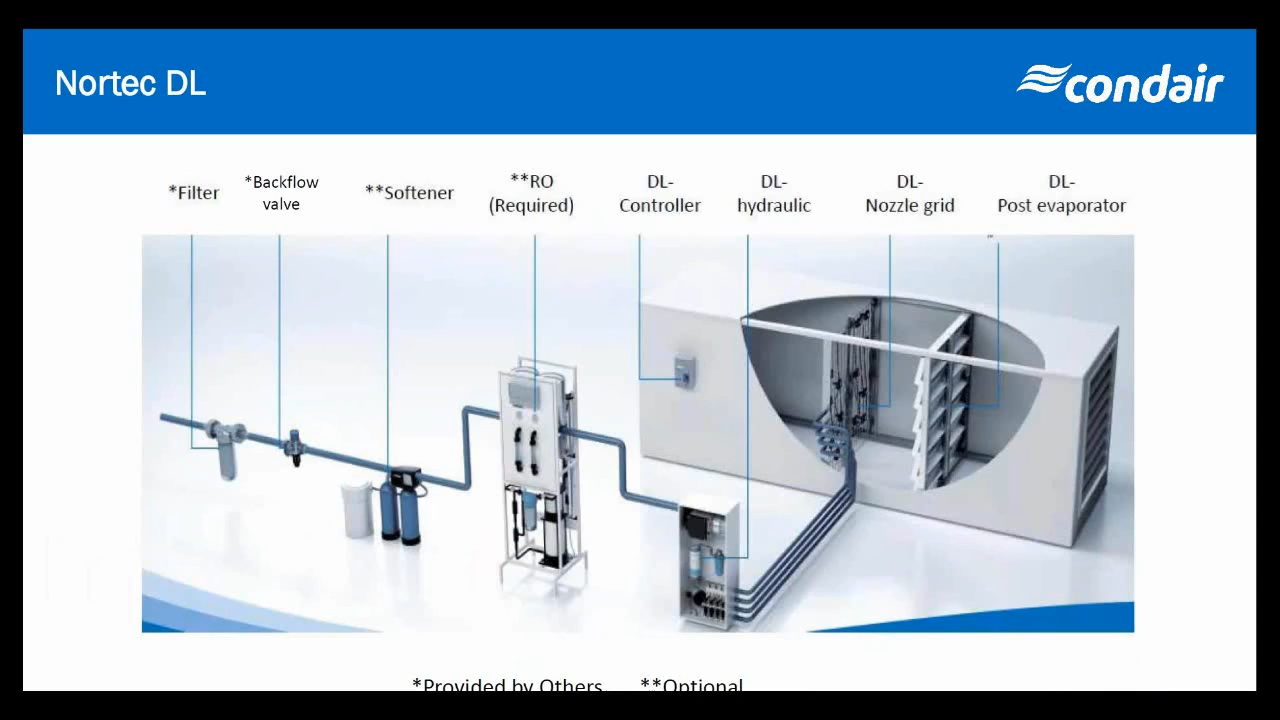 Nortec DL
condair
*Filter
*Backflow
valve
**Softener
**RO
(Required)
DL-
Controller
DL-
hydraulic
DL-
Nozzle grid
DL-
Post evaporator
*Provided by Others, **Optional